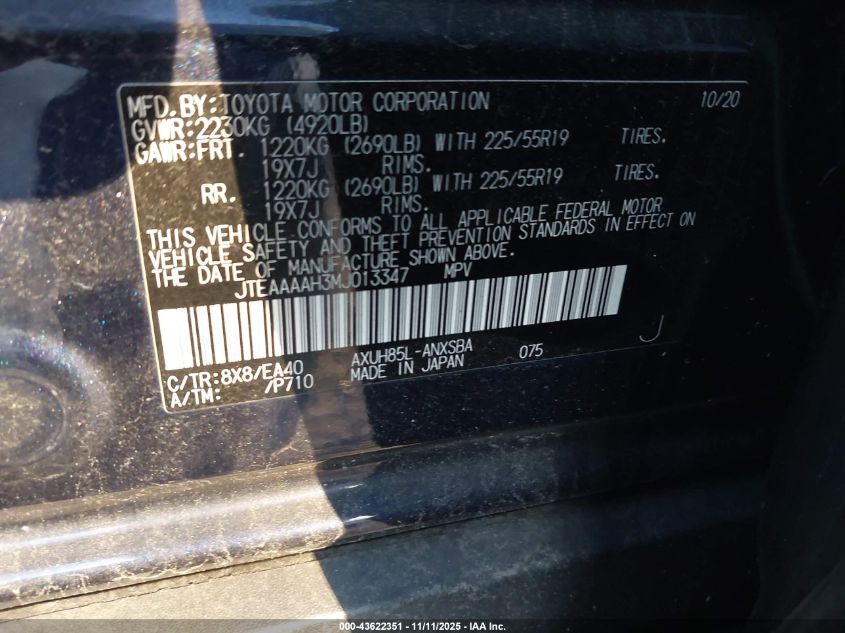 MFD. BY: TOYOTA MOTOR CORPORATION 10/20
GVWR: 2230KG (4920LB)
GAWR: FRT. 1220KG (2690LB) WITH 225/55R19 TIRES.
19X7J RIMS.
RR. 1220KG (2690LB) WITH 225/55R19 TIRES.
19X7J RIMS.
THIS VEHICLE CONFORMS TO ALL APPLICABLE FEDERAL MOTOR
VEHICLE SAFETY AND THEFT PREVENTION STANDARDS IN EFFECT ON
THE DATE OF MANUFACTURE SHOWN ABOVE.
JTEAAAAH3MJ013347 MPV
C/TR: 8X8/EA40 AXUH85L-ANXSBA 075 J
A/TM: /P710 MADE IN JAPAN
000-43622351 - 11/11/2025 - IAA Inc.